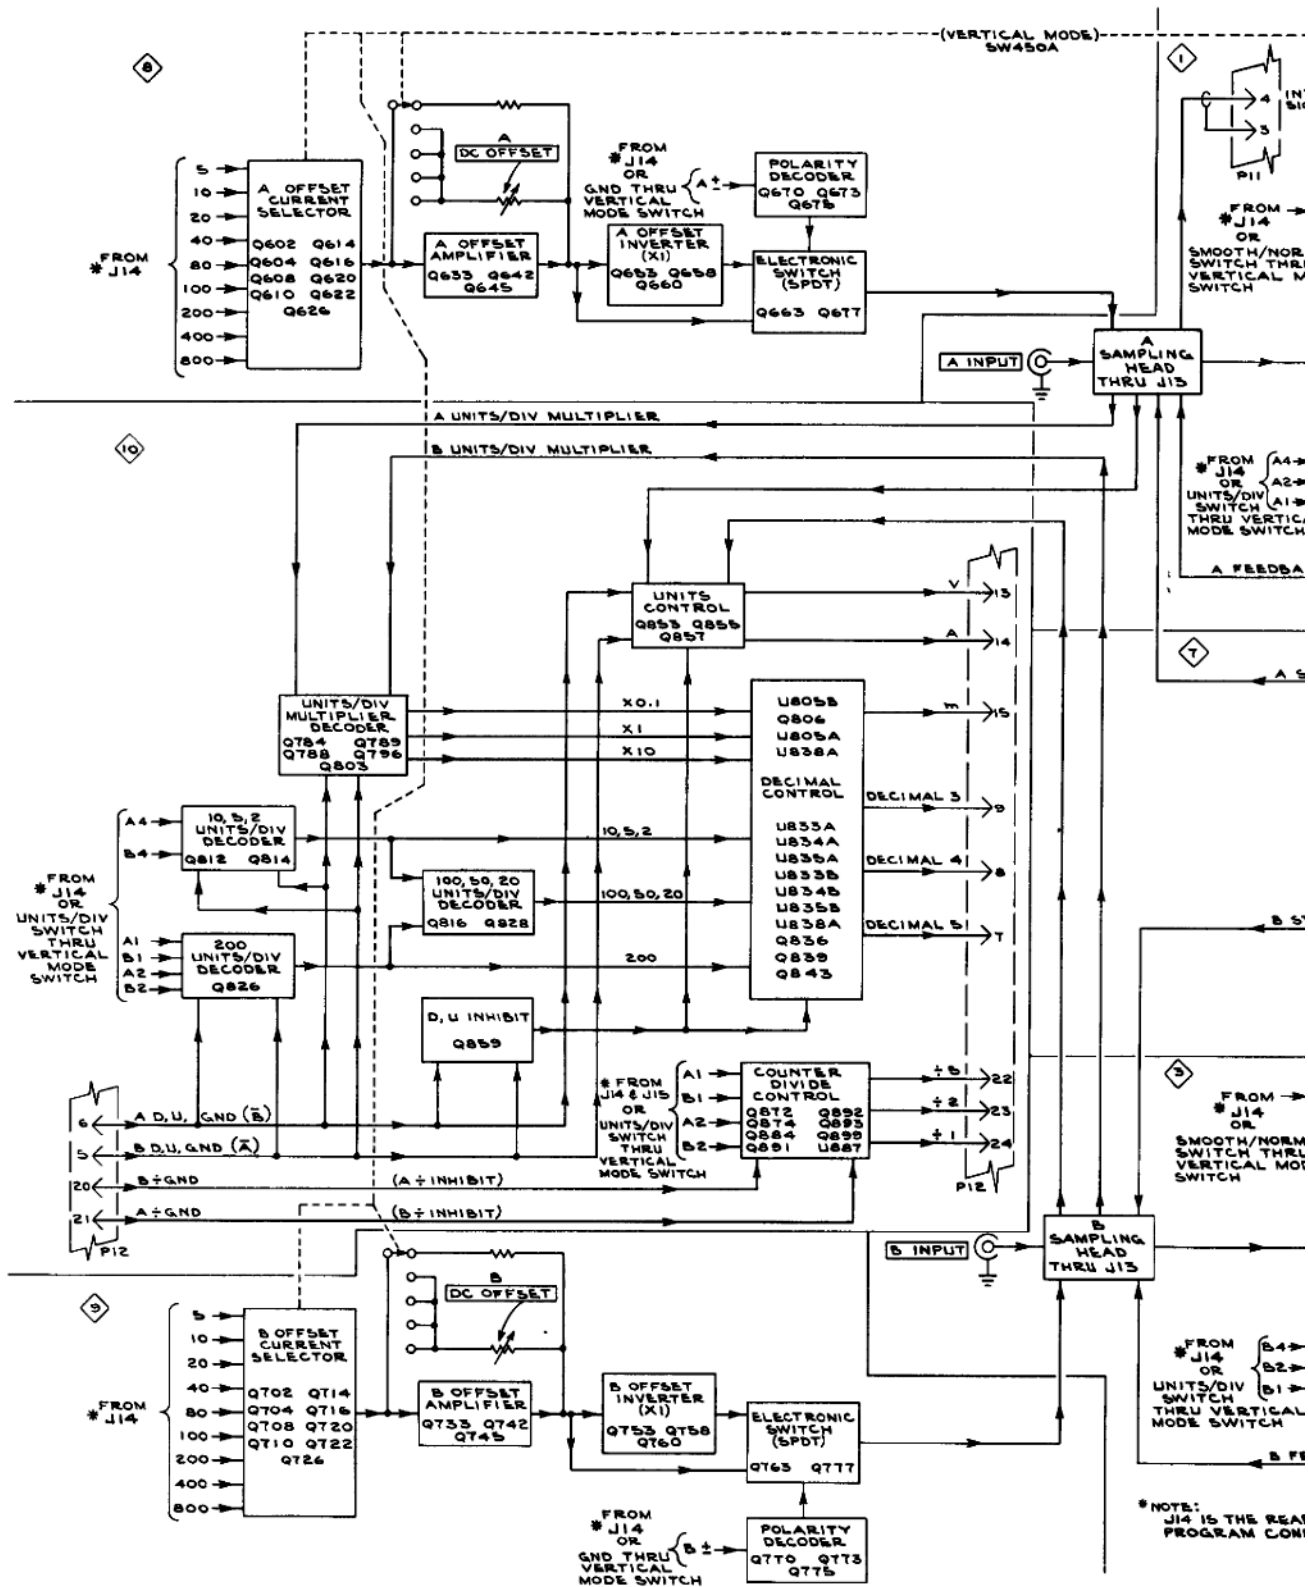 (VERTICAL MODE)
SW450A
8
1
4
3
P11
5
10
20
40
80
100
200
400
800
*FROM
J14
A OFFSET
CURRENT
SELECTOR
Q602 Q614
Q604 Q616
Q608 Q620
Q610 Q622
Q626
A
DC OFFSET
A OFFSET
AMPLIFIER
Q633 Q642
Q645
FROM
*J14
OR
GND THRU
VERTICAL
MODE SWITCH
A±
POLARITY
DECODER
Q670 Q673
Q675
A OFFSET
INVERTER
(X1)
Q653 Q658
Q660
ELECTRONIC
SWITCH
(SPDT)
Q663 Q677
FROM
*J14
OR
SMOOTH/NOR
SWITCH THR
VERTICAL M
SWITCH
A INPUT
A
SAMPLING
HEAD
THRU J13
10
A UNITS/DIV MULTIPLIER
B UNITS/DIV MULTIPLIER
*FROM
J14
OR
UNITS/DIV
SWITCH
THRU VERTICA
MODE SWITCH
A4
A2
A1
A FEEDBA
UNITS
CONTROL
Q853 Q855
Q857
V
13
A
14
7
A S
UNITS/DIV
MULTIPLIER
DECODER
Q784 Q789
Q788 Q796
Q803
X0.1
X1
X10
U805B
Q806
U805A
U838A
DECIMAL
CONTROL
U833A
U834A
U835A
U833B
U834B
U835B
U838A
Q836
Q839
Q843
m
15
DECIMAL 3
9
DECIMAL 4
8
DECIMAL 5
7
A4
B4
10, 5, 2
UNITS/DIV
DECODER
Q812 Q814
10, 5, 2
FROM
*J14
OR
UNITS/DIV
SWITCH
THRU
VERTICAL
MODE
SWITCH
100, 50, 20
UNITS/DIV
DECODER
Q816 Q828
100, 50, 20
A1
B1
A2
B2
200
UNITS/DIV
DECODER
Q826
200
B S
D, U INHIBIT
Q859
*FROM
J14 & J15
OR
UNITS/DIV
SWITCH
THRU
VERTICAL
MODE SWITCH
A1
B1
A2
B2
COUNTER
DIVIDE
CONTROL
Q872 Q892
Q874 Q893
Q884 Q899
Q891 U887
÷5
22
÷2
23
÷1
24
P12
3
FROM
*J14
OR
SMOOTH/NORM
SWITCH THRU
VERTICAL MOD
SWITCH
6
A D,U, GND (B̅)
5
B D,U, GND (A̅)
20
B÷GND
(A÷INHIBIT)
21
A÷GND
(B÷INHIBIT)
P12
B INPUT
B
SAMPLING
HEAD
THRU J13
9
5
10
20
40
80
100
200
400
800
*FROM
J14
B OFFSET
CURRENT
SELECTOR
Q702 Q714
Q704 Q716
Q708 Q720
Q710 Q722
Q726
B
DC OFFSET
B OFFSET
AMPLIFIER
Q733 Q742
Q745
B OFFSET
INVERTER
(X1)
Q753 Q758
Q760
ELECTRONIC
SWITCH
(SPDT)
Q763 Q777
*FROM
J14
OR
UNITS/DIV
SWITCH
THRU VERTICAL
MODE SWITCH
B4
B2
B1
B FE
FROM
*J14
OR
GND THRU
VERTICAL
MODE SWITCH
B±
POLARITY
DECODER
Q770 Q773
Q775
*NOTE:
J14 IS THE REA
PROGRAM CON